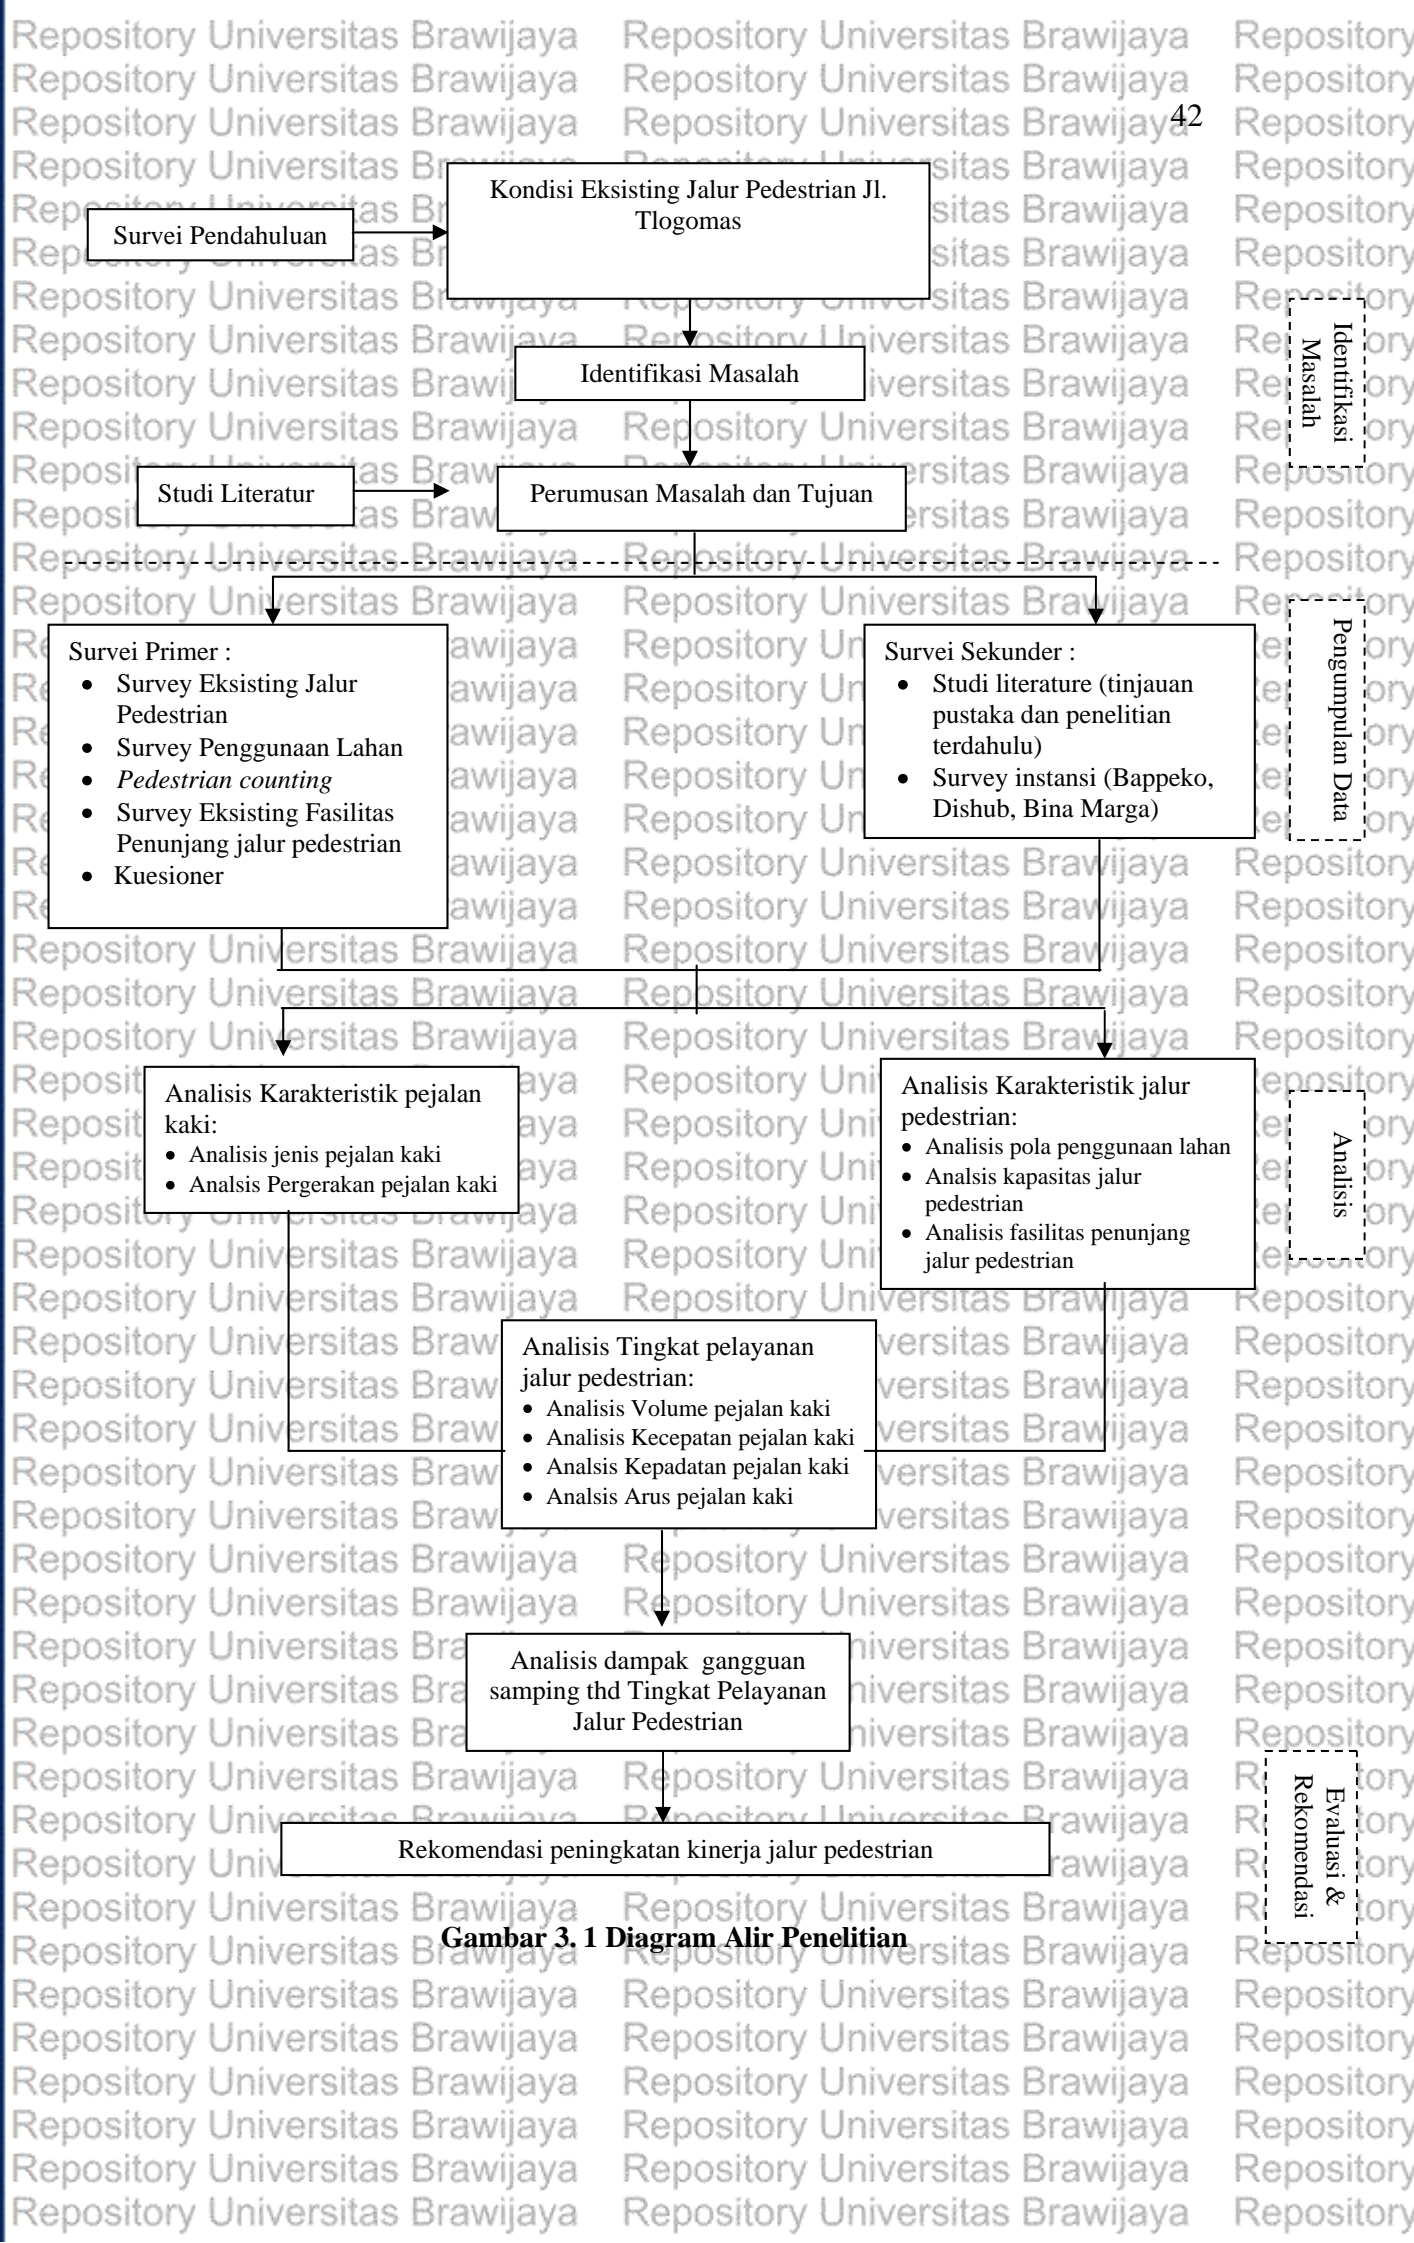 42
Kondisi Eksisting Jalur Pedestrian Jl.
Tlogomas
Survei Pendahuluan
Identifikasi Masalah
Identifikasi
Masalah
Studi Literatur
Perumusan Masalah dan Tujuan
Survei Primer :
• Survey Eksisting Jalur
Pedestrian
• Survey Penggunaan Lahan
• Pedestrian counting
• Survey Eksisting Fasilitas
Penunjang jalur pedestrian
• Kuesioner
Survei Sekunder :
• Studi literature (tinjauan
pustaka dan penelitian
terdahulu)
• Survey instansi (Bappeko,
Dishub, Bina Marga)
Pengumpulan Data
Analisis Karakteristik pejalan
kaki:
• Analisis jenis pejalan kaki
• Analsis Pergerakan pejalan kaki
Analisis Karakteristik jalur
pedestrian:
• Analisis pola penggunaan lahan
• Analsis kapasitas jalur
pedestrian
• Analisis fasilitas penunjang
jalur pedestrian
Analisis
Analisis Tingkat pelayanan
jalur pedestrian:
• Analisis Volume pejalan kaki
• Analisis Kecepatan pejalan kaki
• Analsis Kepadatan pejalan kaki
• Analsis Arus pejalan kaki
Analisis dampak gangguan
samping thd Tingkat Pelayanan
Jalur Pedestrian
Rekomendasi peningkatan kinerja jalur pedestrian
Evaluasi &
Rekomendasi
Gambar 3. 1 Diagram Alir Penelitian
Repository Universitas Brawijaya